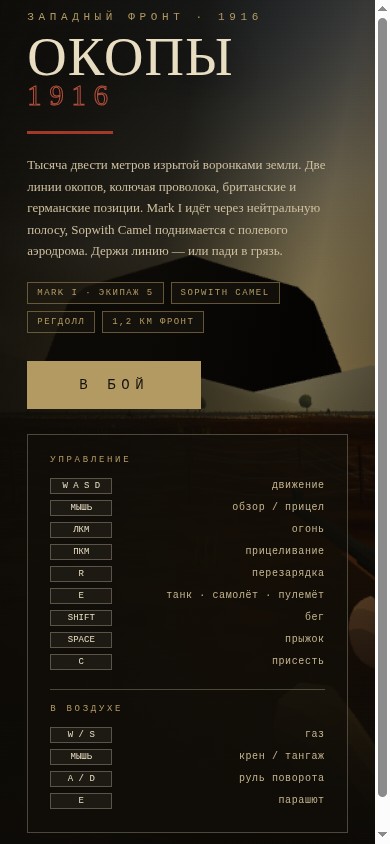 ЗАПАДНЫЙ ФРОНТ · 1916
ОКОПЫ
1916
Тысяча двести метров изрытой воронками земли. Две
линии окопов, колючая проволока, британские и
германские позиции. Mark I идёт через нейтральную
полосу, Sopwith Camel поднимается с полевого
аэродрома. Держи линию — или пади в грязь.
MARK I · ЭКИПАЖ 5 SOPWITH CAMEL
РЕГДОЛЛ 1,2 КМ ФРОНТ
В БОЙ
УПРАВЛЕНИЕ
W A S D движение
МЫШЬ обзор / прицел
ЛКМ огонь
ПКМ прицеливание
R перезарядка
E танк · самолёт · пулемёт
SHIFT бег
SPACE прыжок
C присесть
В ВОЗДУХЕ
W / S газ
МЫШЬ крен / тангаж
A / D руль поворота
E парашют